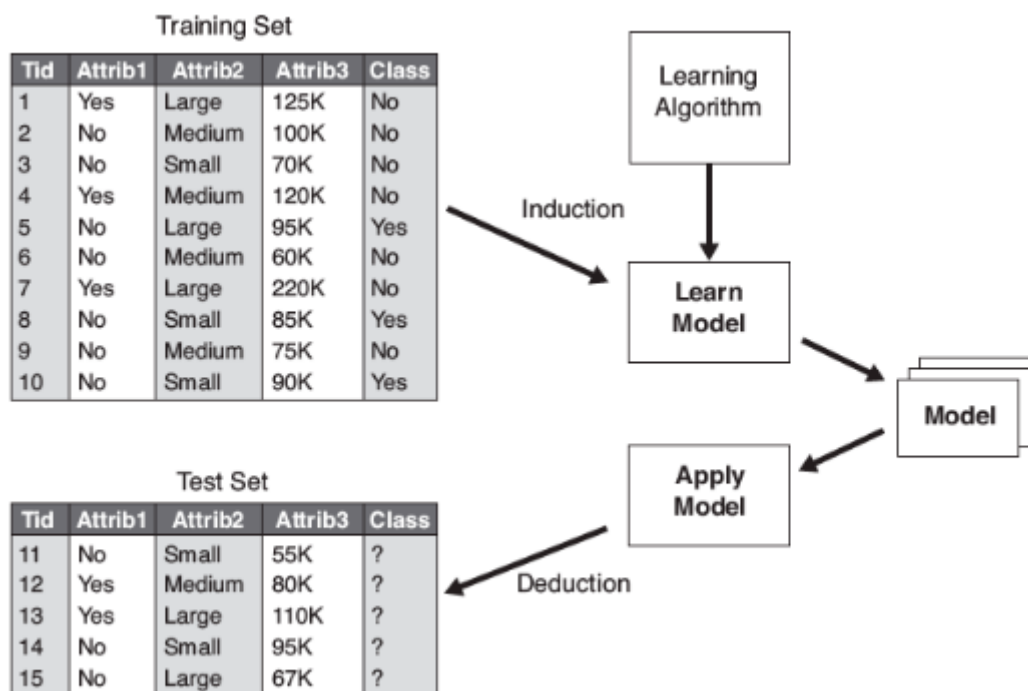 Training Set
Tid Attrib1 Attrib2 Attrib3 Class
1 Yes Large 125K No
2 No Medium 100K No
3 No Small 70K No
4 Yes Medium 120K No
5 No Large 95K Yes
6 No Medium 60K No
7 Yes Large 220K No
8 No Small 85K Yes
9 No Medium 75K No
10 No Small 90K Yes
Learning
Algorithm
Induction
Learn
Model
Model
Apply
Model
Deduction
Test Set
Tid Attrib1 Attrib2 Attrib3 Class
11 No Small 55K ?
12 Yes Medium 80K ?
13 Yes Large 110K ?
14 No Small 95K ?
15 No Large 67K ?